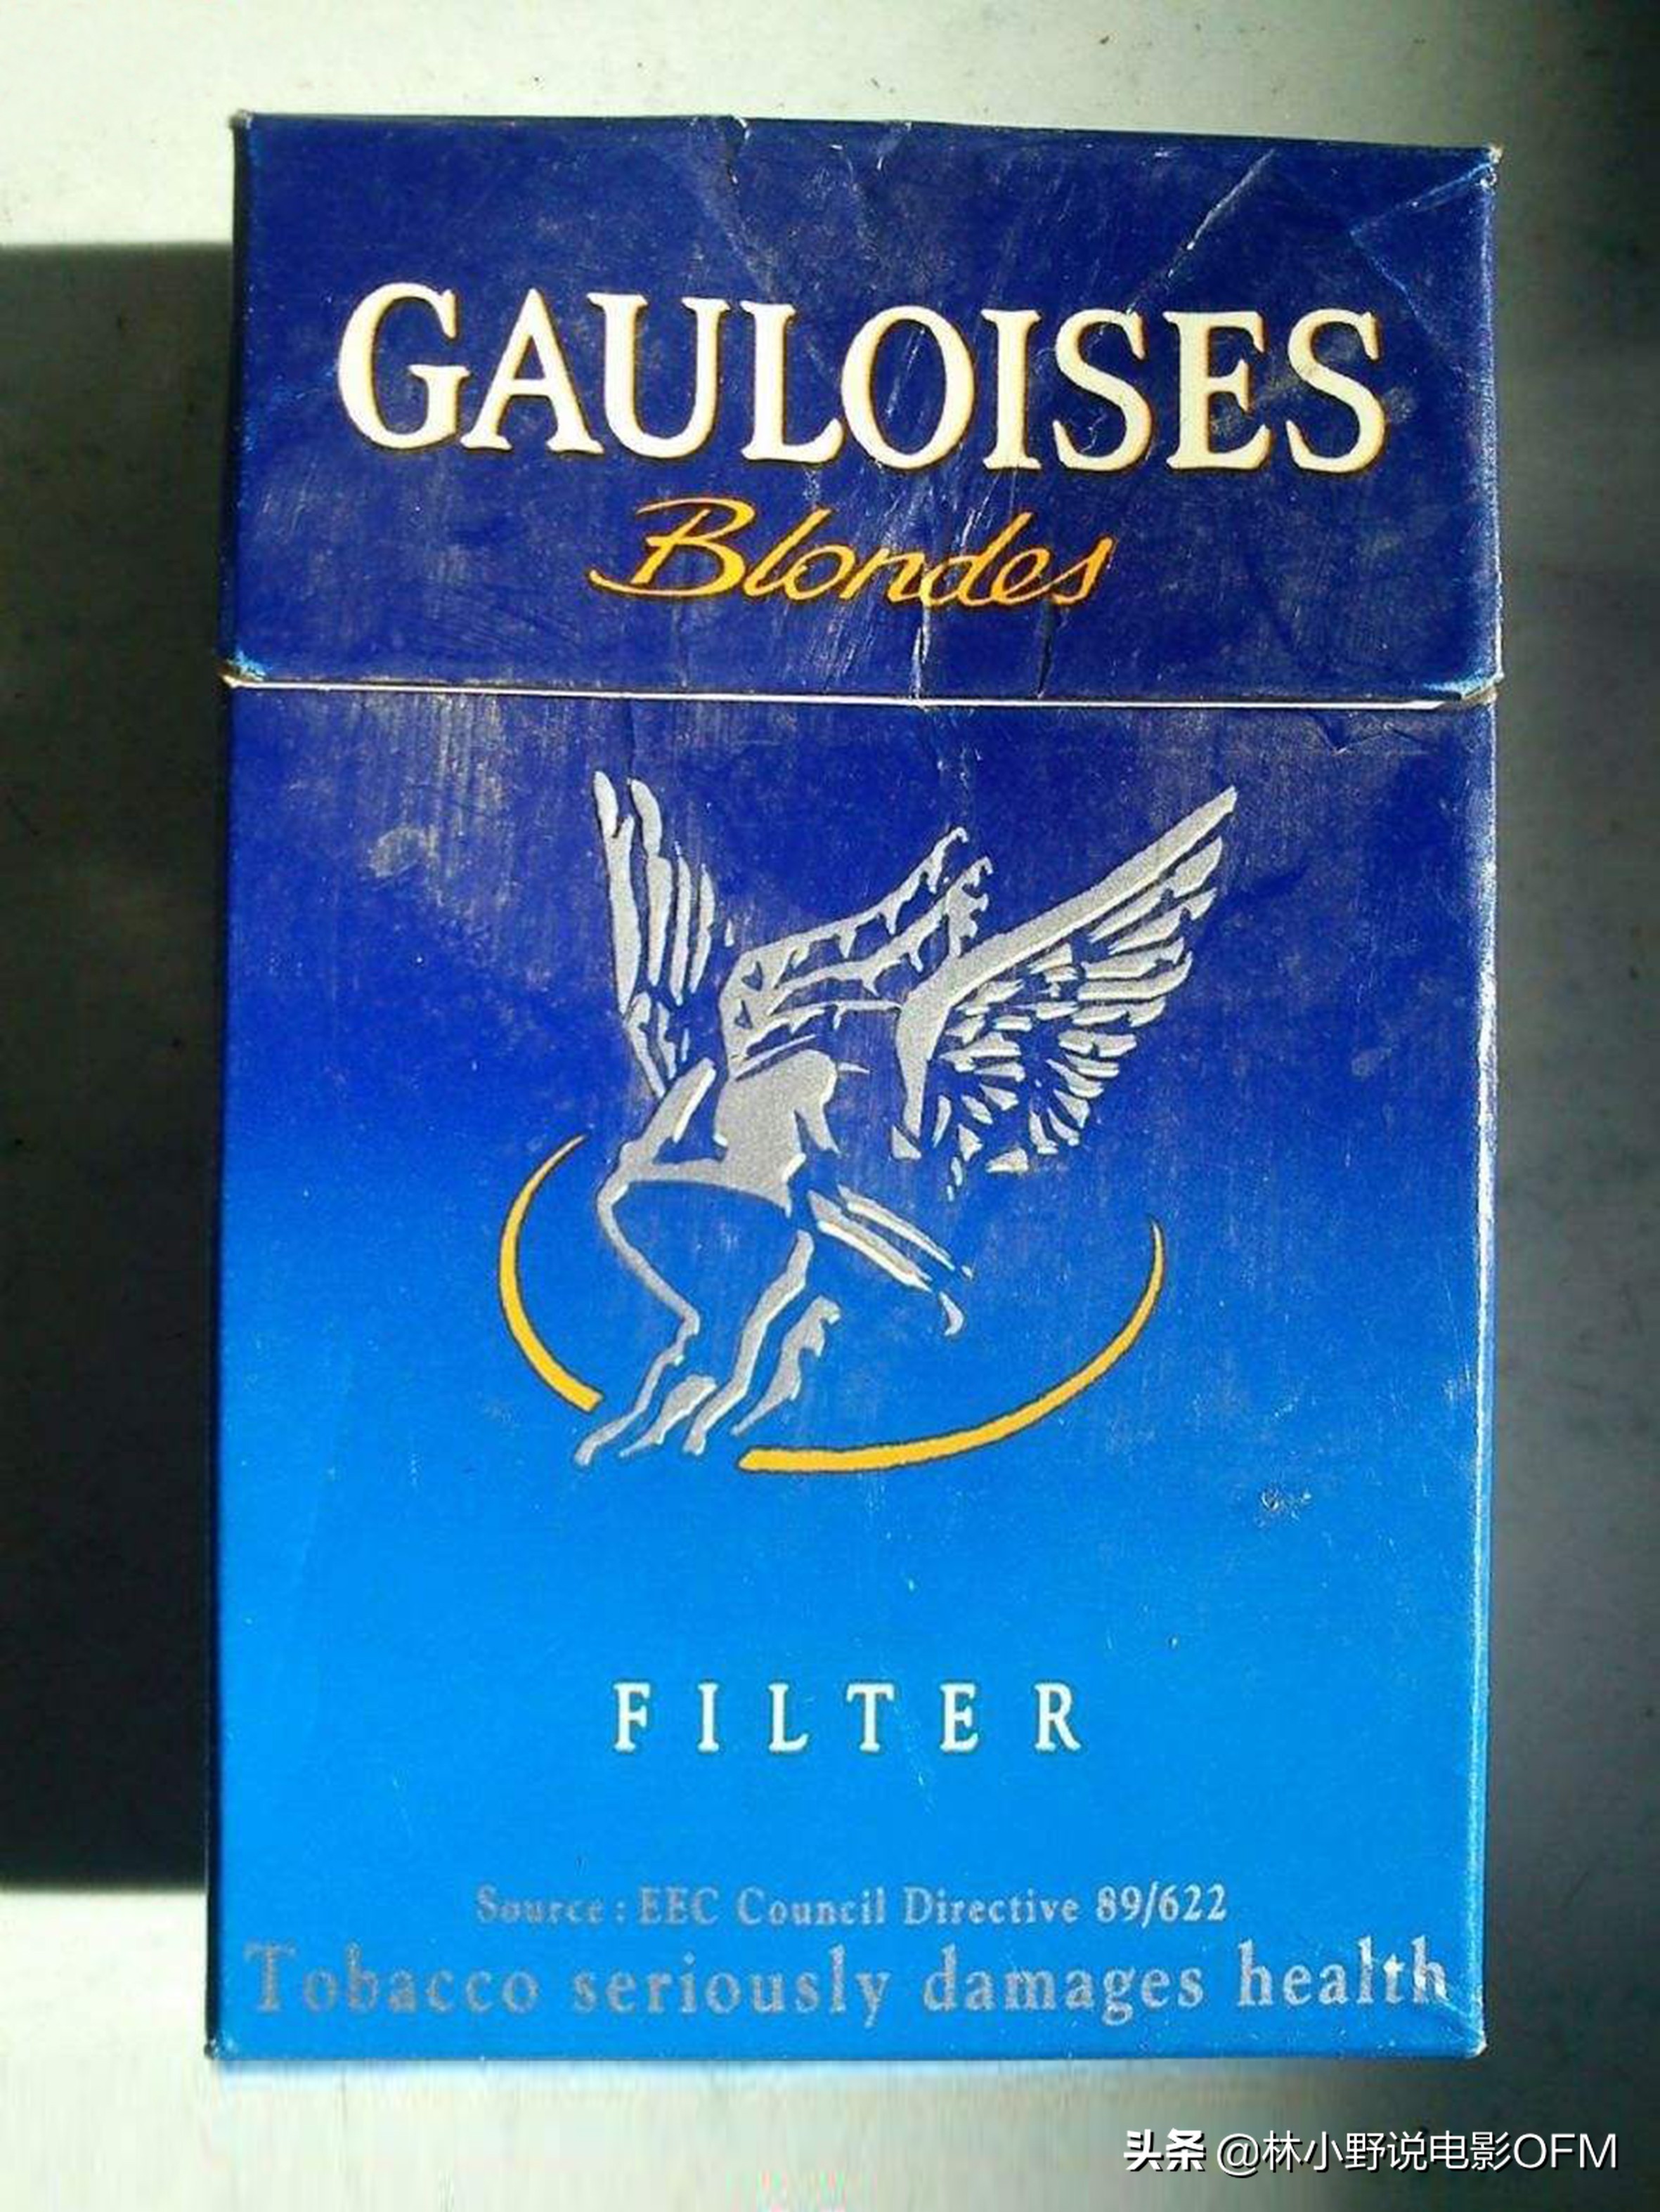 GAULOISES
Blondes
FILTER
Source : EEC Council Directive 89/622
Tobacco seriously damages health
头条 @林小野说电影OFM